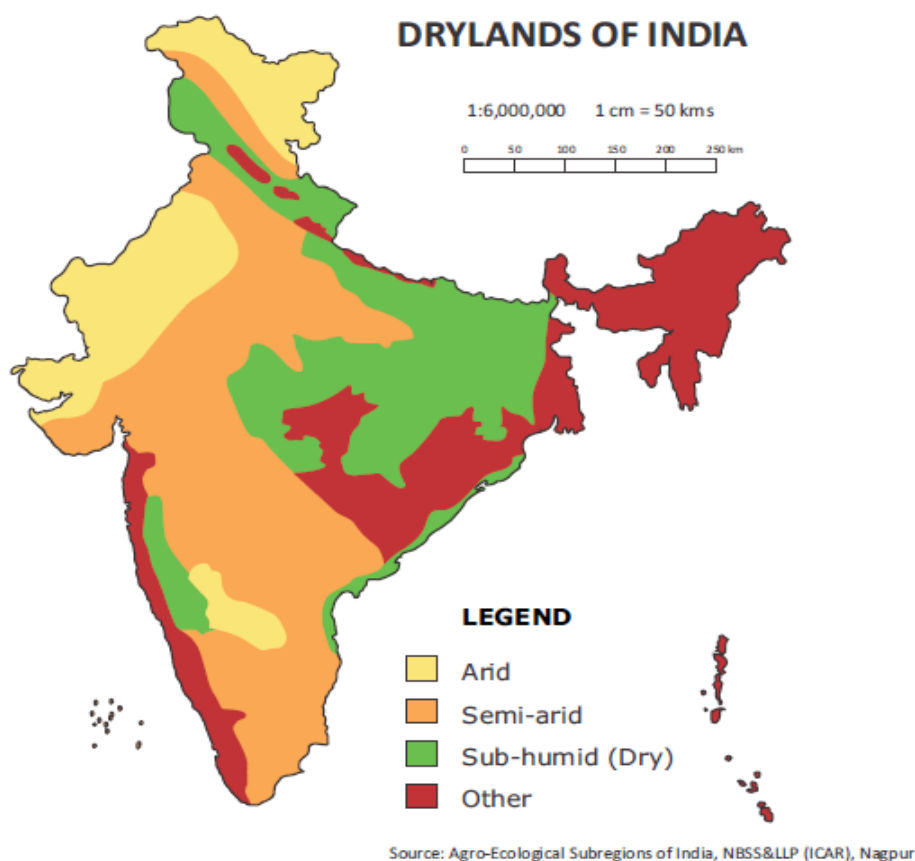 DRYLANDS OF INDIA
1:6,000,000 1 cm = 50 kms
0 50 100 150 200 250 km
LEGEND
Arid
Semi-arid
Sub-humid (Dry)
Other
Source: Agro-Ecological Subregions of India, NBSS&LLP (ICAR), Nagpur